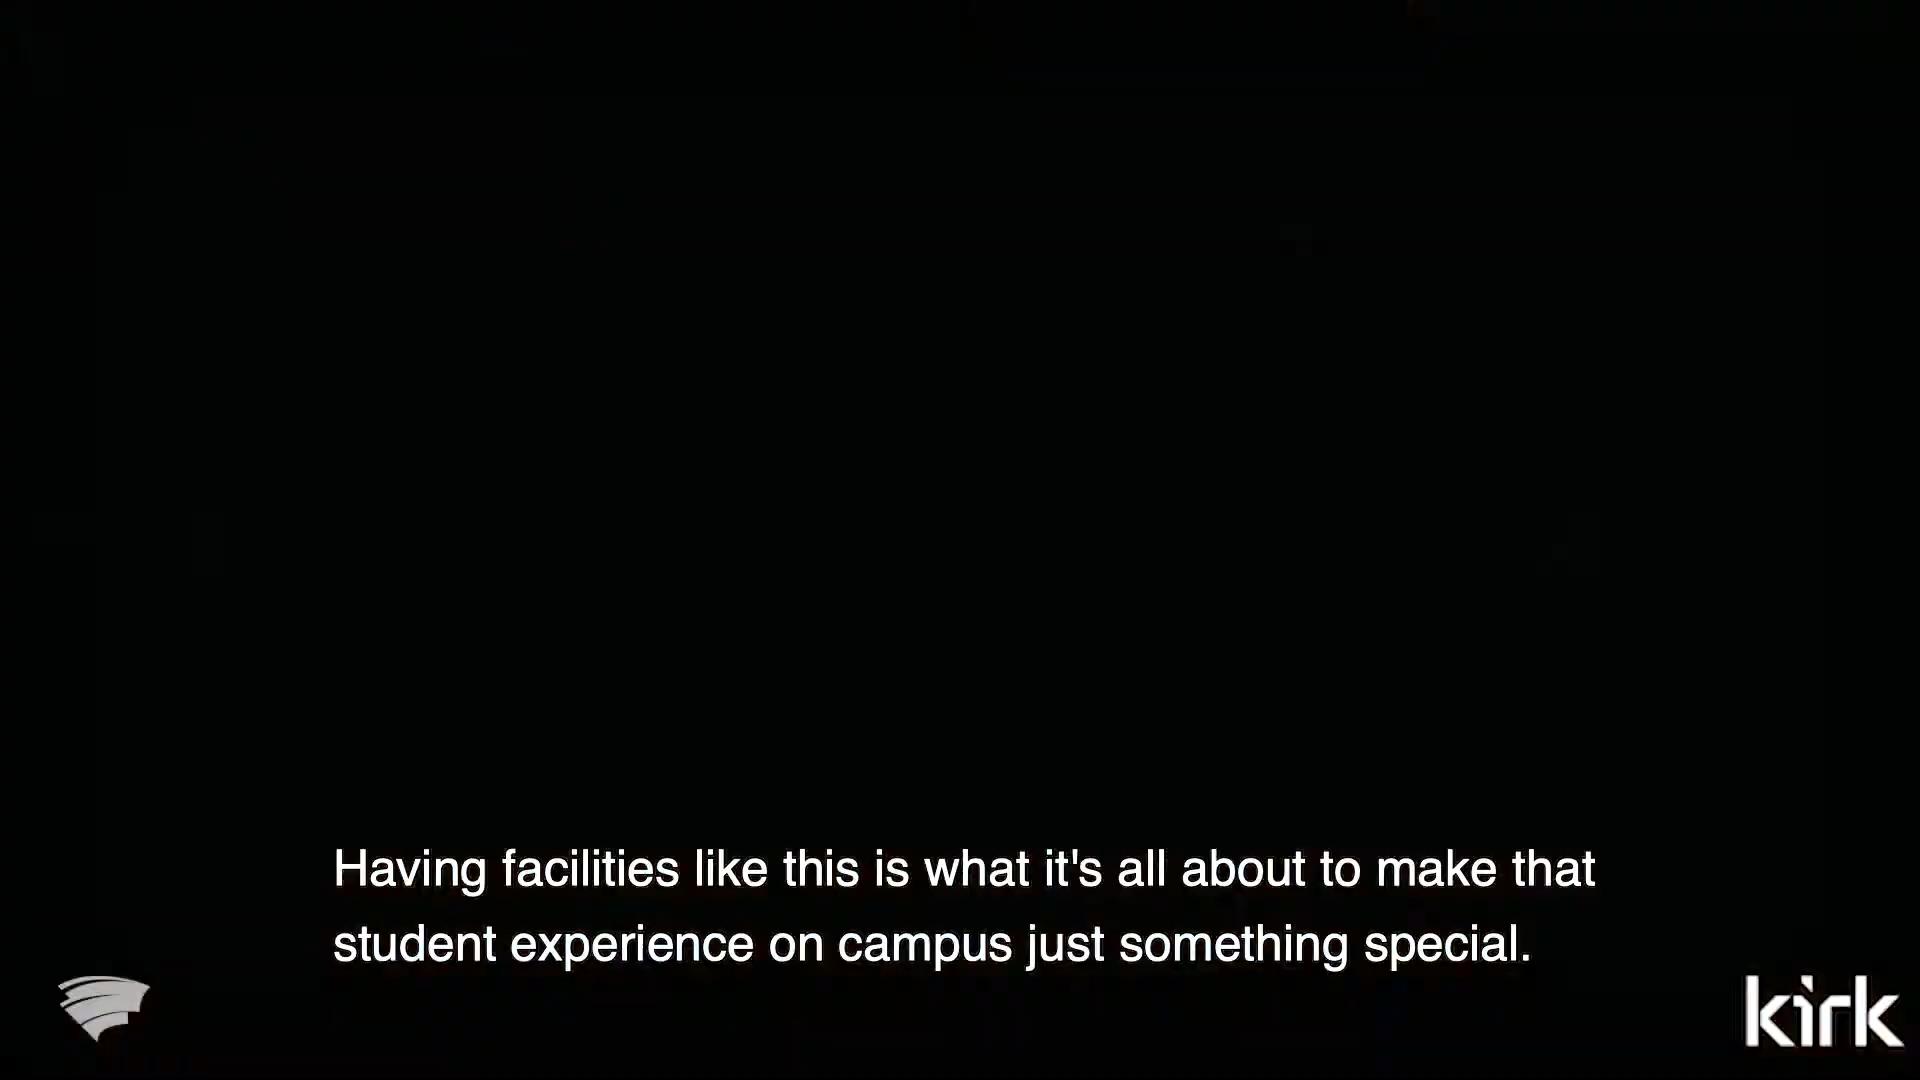 Having facilities like this is what it's all about to make that
student experience on campus just something special.
kirk